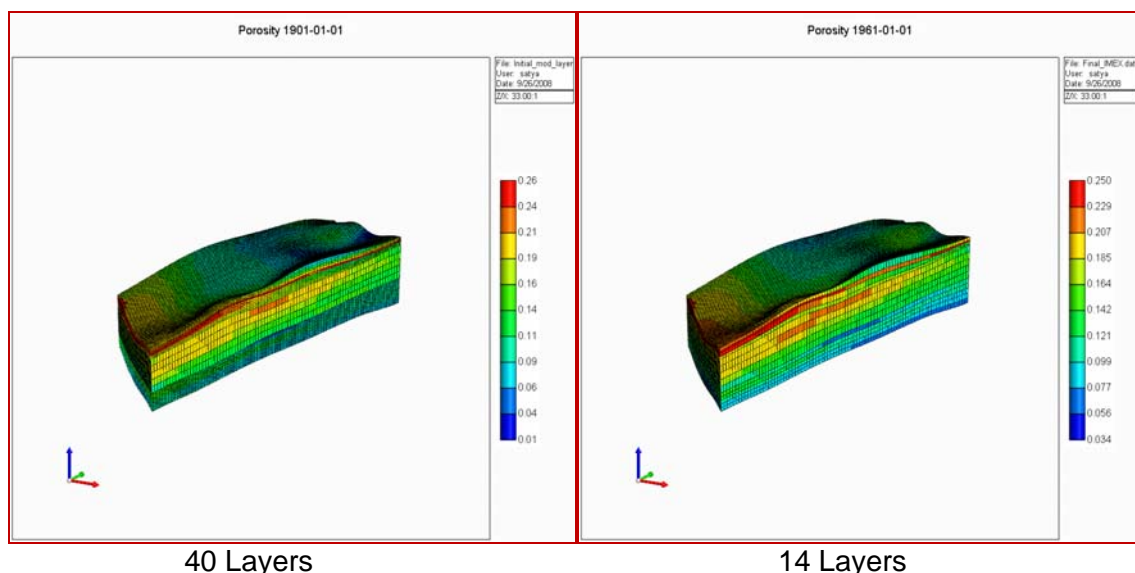 Porosity 1901-01-01
File: Initial_mod_layer
User: satya
Date: 9/26/2008
Z/X: 33.00:1
0.26
0.24
0.21
0.19
0.16
0.14
0.11
0.09
0.06
0.04
0.01
40 Layers
Porosity 1961-01-01
File: Final_IMEX.dat
User: satya
Date: 9/26/2008
Z/X: 33.00:1
0.250
0.229
0.207
0.185
0.164
0.142
0.121
0.099
0.077
0.056
0.034
14 Layers